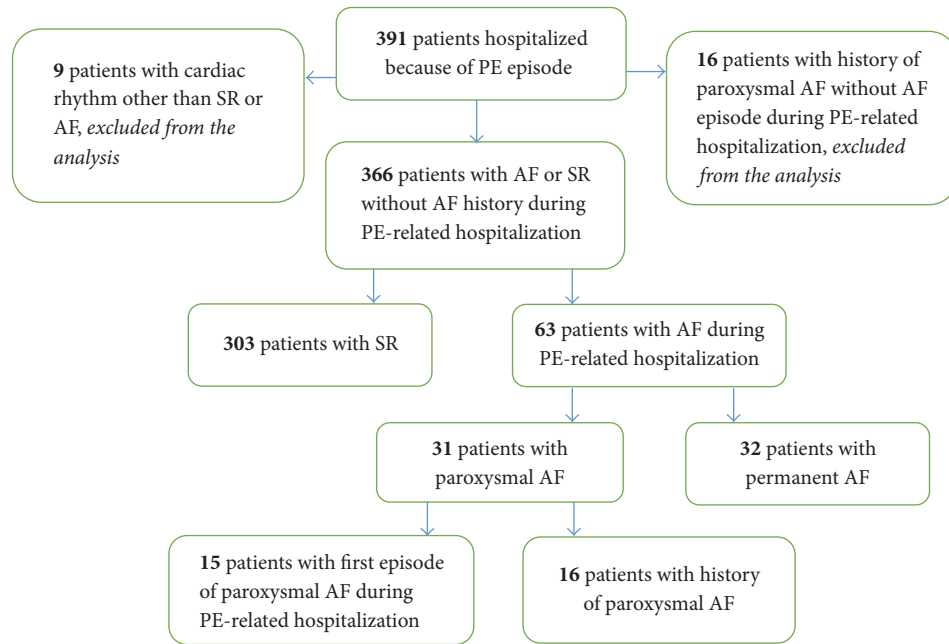 391 patients hospitalized
because of PE episode
9 patients with cardiac
rhythm other than SR or
AF, excluded from the
analysis
16 patients with history of
paroxysmal AF without AF
episode during PE-related
hospitalization, excluded
from the analysis
366 patients with AF or SR
without AF history during
PE-related hospitalization
303 patients with SR
63 patients with AF during
PE-related hospitalization
31 patients with
paroxysmal AF
32 patients with
permanent AF
15 patients with first episode
of paroxysmal AF during
PE-related hospitalization
16 patients with history
of paroxysmal AF